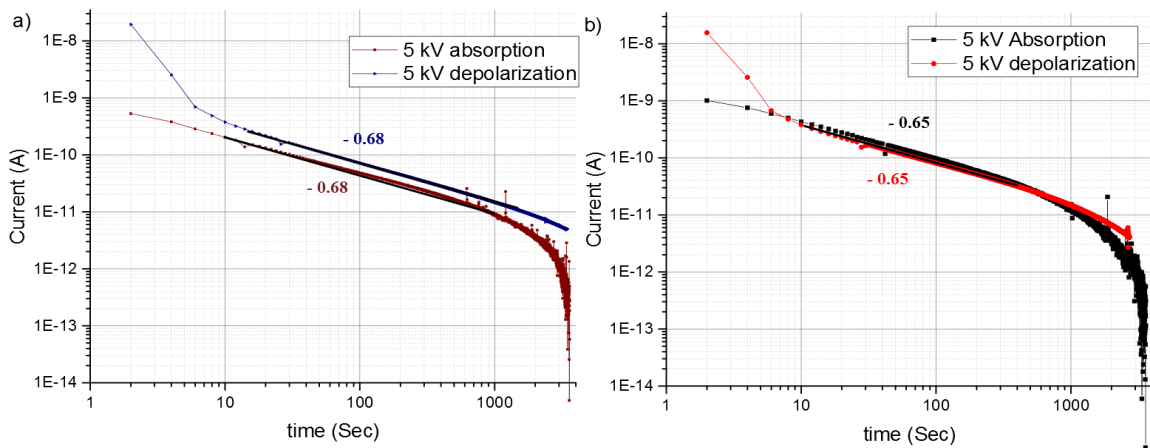 a)
5 kV absorption
5 kV depolarization
- 0.68
- 0.68
Current (A)
1E-8
1E-9
1E-10
1E-11
1E-12
1E-13
1E-14
1
10
100
1000
time (Sec)
b)
5 kV Absorption
5 kV depolarization
- 0.65
- 0.65
Current (A)
1E-8
1E-9
1E-10
1E-11
1E-12
1E-13
1E-14
1
10
100
1000
time (Sec)